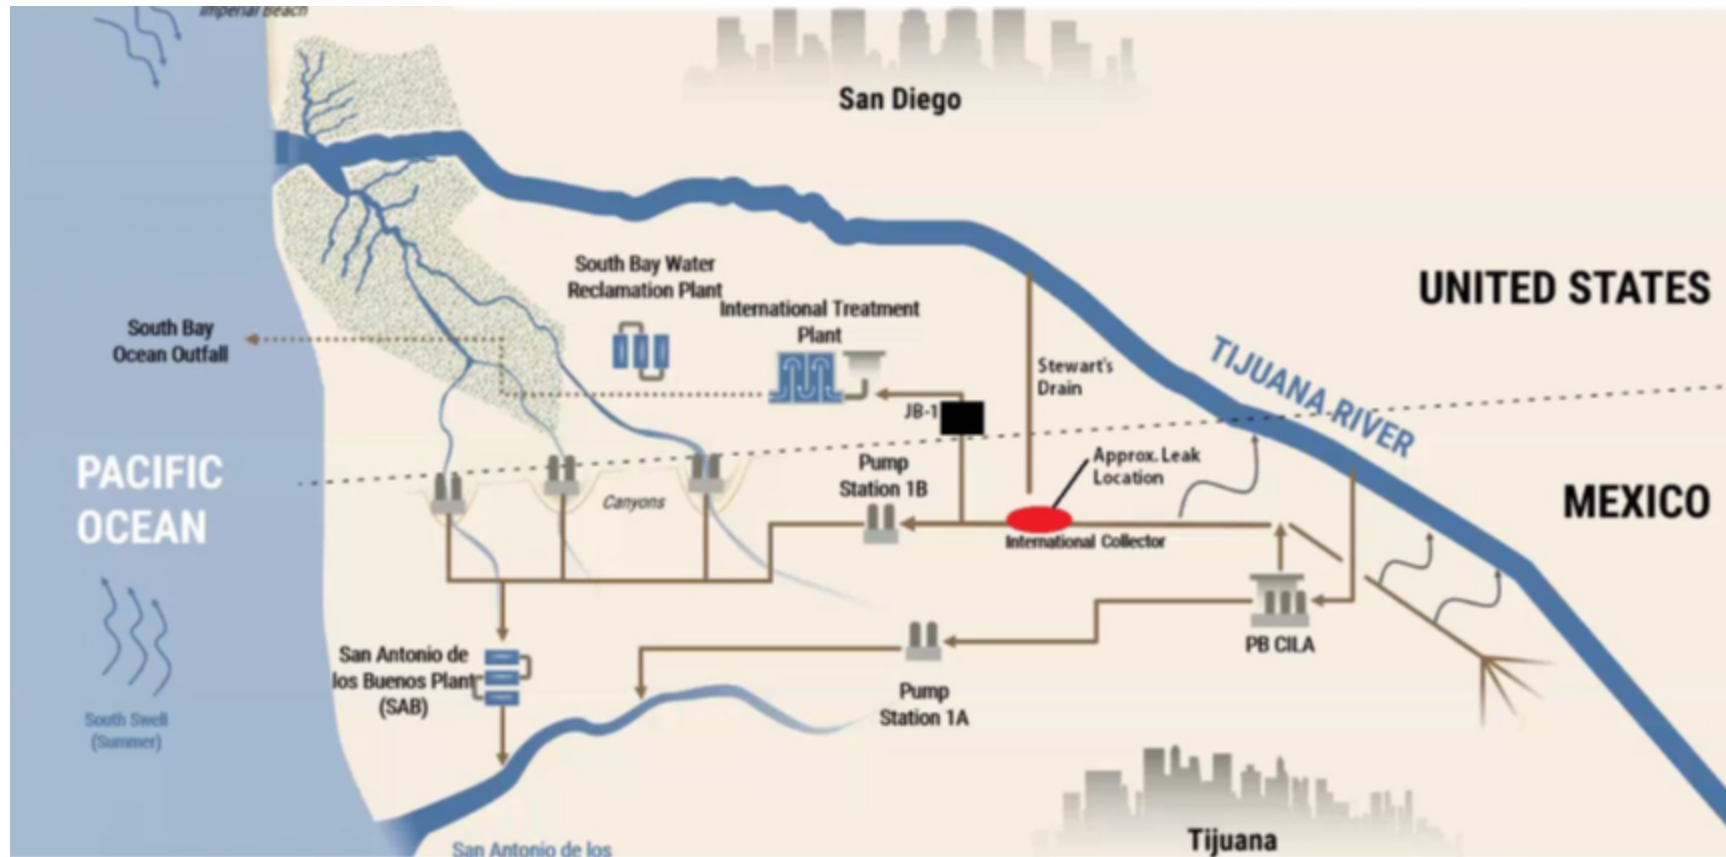 Imperial Beach
San Diego
South Bay Water
Reclamation Plant
International Treatment
Plant
UNITED STATES
South Bay
Ocean Outfall
Stewart's
Drain
TIJUANA RIVER
JB-1
PACIFIC
OCEAN
Pump
Station 1B
Approx. Leak
Location
Canyons
MEXICO
International Collector
PB CILA
San Antonio de
los Buenos Plant
(SAB)
Pump
Station 1A
South Swell
(Summer)
Tijuana
San Antonio de los